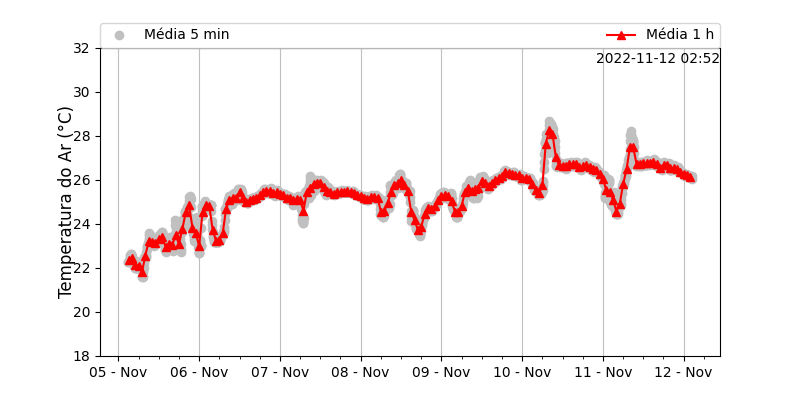 Média 5 min
Média 1 h
2022-11-12 02:52
Temperatura do Ar (°C)
32
30
28
26
24
22
20
18
05 - Nov
06 - Nov
07 - Nov
08 - Nov
09 - Nov
10 - Nov
11 - Nov
12 - Nov